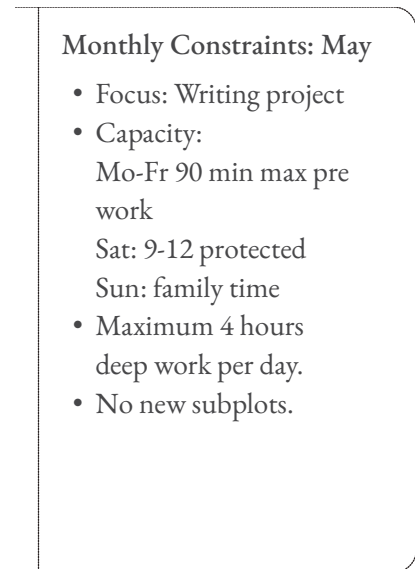 Monthly Constraints: May
• Focus: Writing project
• Capacity:
Mo-Fr 90 min max pre
work
Sat: 9-12 protected
Sun: family time
• Maximum 4 hours
deep work per day.
• No new subplots.